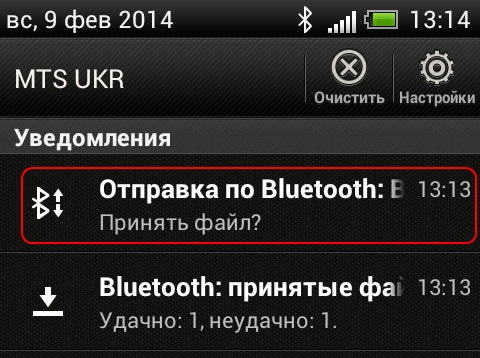 вс, 9 фев 2014 13:14
MTS UKR
Очистить Настройки
Уведомления
Отправка по Bluetooth: 13:13
Принять файл?
Bluetooth: принятые 13:13
Удачно: 1, неудачно: 1.